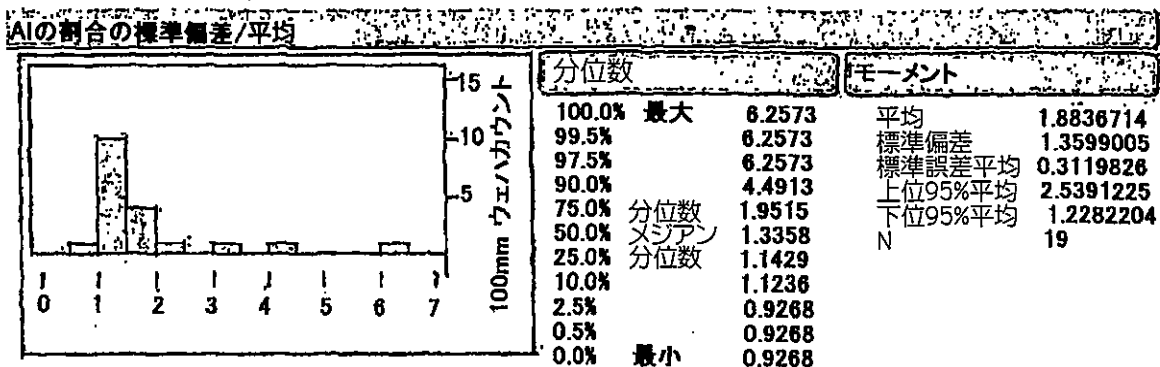 AIの割合の標準偏差/平均
15
10
5
100mm ウェハカウント
0 1 2 3 4 5 6 7
分位数
100.0% 最大 6.2573
99.5% 6.2573
97.5% 6.2573
90.0% 4.4913
75.0% 分位数 1.9515
50.0% メジアン 1.3358
25.0% 分位数 1.1429
10.0% 1.1236
2.5% 0.9268
0.5% 0.9268
0.0% 最小 0.9268
モーメント
平均 1.8836714
標準偏差 1.3599005
標準誤差平均 0.3119826
上位95%平均 2.5391225
下位95%平均 1.2282204
N 19